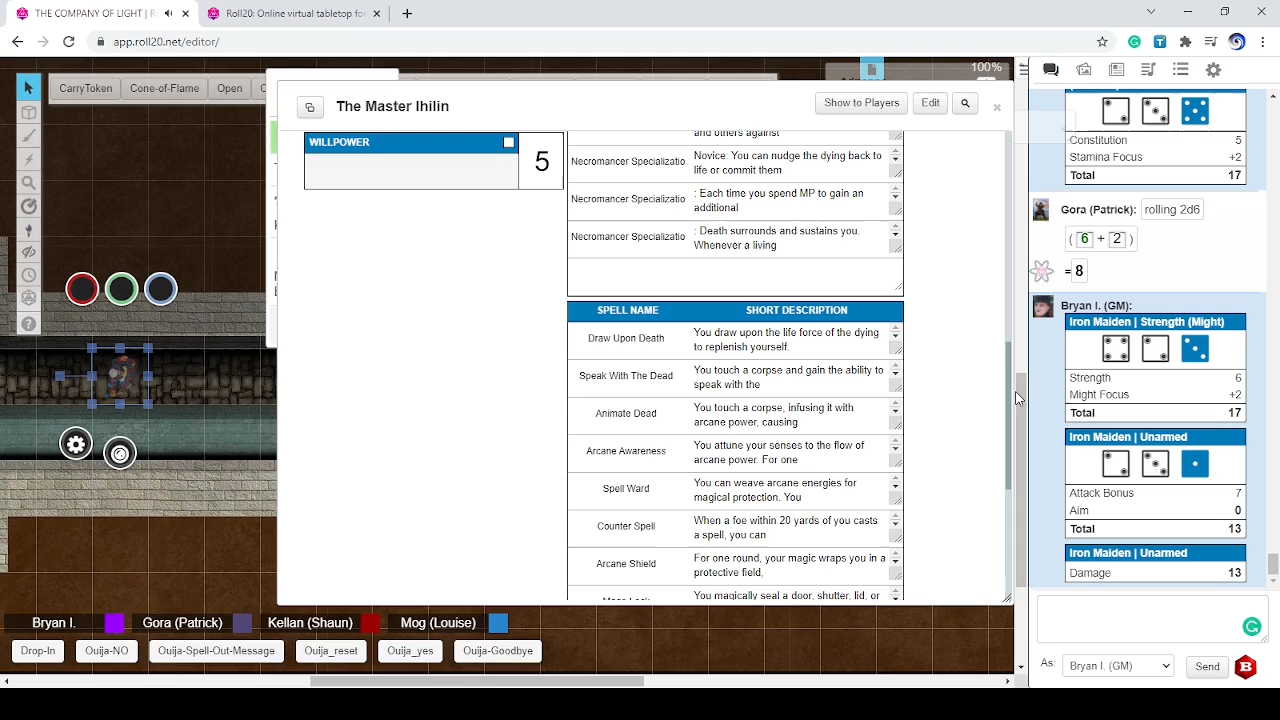 THE COMPANY OF LIGHT | R
Roll20: Online virtual tabletop fo
app.roll20.net/editor/
CarryToken
Cone-of-Flame
Open
100%
The Master Ihilin
Show to Players
Edit
WILLPOWER
5
and others against
Necromancer Specializatio
Novice: You can nudge the dying back to
life or commit them
Necromancer Specializatio
: Each time you spend MP to gain an
additional
Necromancer Specializatio
: Death surrounds and sustains you.
Whenever a living
SPELL NAME
SHORT DESCRIPTION
Draw Upon Death
You draw upon the life force of the dying
to replenish yourself.
Speak With The Dead
You touch a corpse and gain the ability to
speak with the
Animate Dead
You touch a corpse, infusing it with
arcane power, causing
Arcane Awareness
You attune your senses to the flow of
arcane power. For one
Spell Ward
You can weave arcane energies for
magical protection. You
Counter Spell
When a foe within 20 yards of you casts
a spell, you can
Arcane Shield
For one round, your magic wraps you in a
protective field,
Mage Lock
You magically seal a door, shutter, lid, or
Constitution 5
Stamina Focus +2
Total 17
Gora (Patrick): rolling 2d6
( 6 + 2 )
= 8
Bryan I. (GM):
Iron Maiden | Strength (Might)
Strength 6
Might Focus +2
Total 17
Iron Maiden | Unarmed
Attack Bonus 7
Aim 0
Total 13
Iron Maiden | Unarmed
Damage 13
Bryan I.
Gora (Patrick)
Kellan (Shaun)
Mog (Louise)
Drop-In
Ouija-NO
Ouija-Spell-Out-Message
Ouija_reset
Ouija_yes
Ouija-Goodbye
As:
Bryan I. (GM)
Send